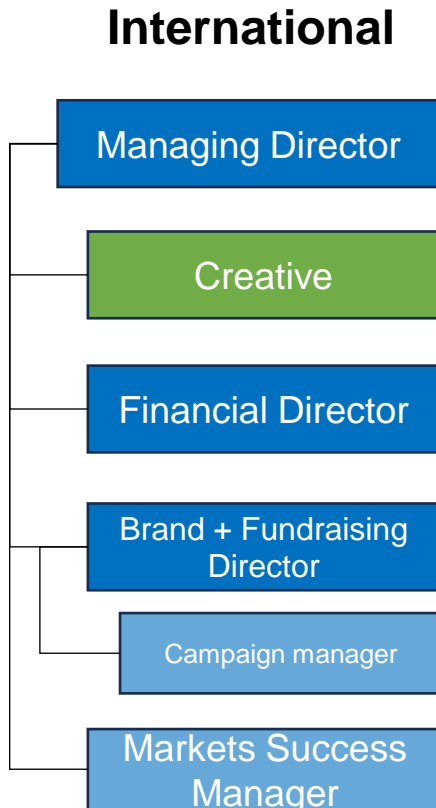 International
Managing Director
Creative
Financial Director
Brand + Fundraising
Director
Campaign manager
Markets Success
Manager